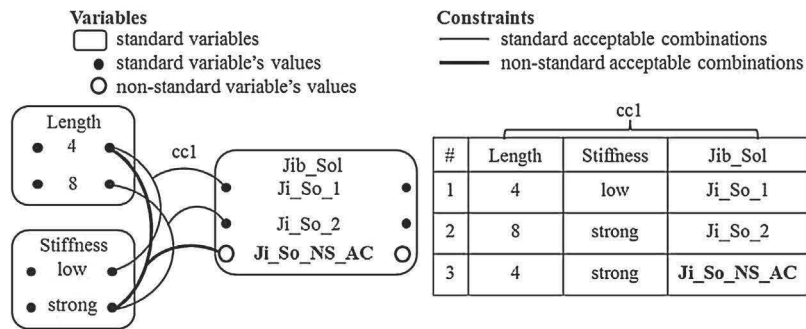 Variables
standard variables
standard variable's values
non-standard variable's values
Constraints
standard acceptable combinations
non-standard acceptable combinations
Length
4
8
Stiffness
low
strong
cc1
Jib_Sol
Ji_So_1
Ji_So_2
Ji_So_NS_AC
cc1
# Length Stiffness Jib_Sol
1 4 low Ji_So_1
2 8 strong Ji_So_2
3 4 strong Ji_So_NS_AC